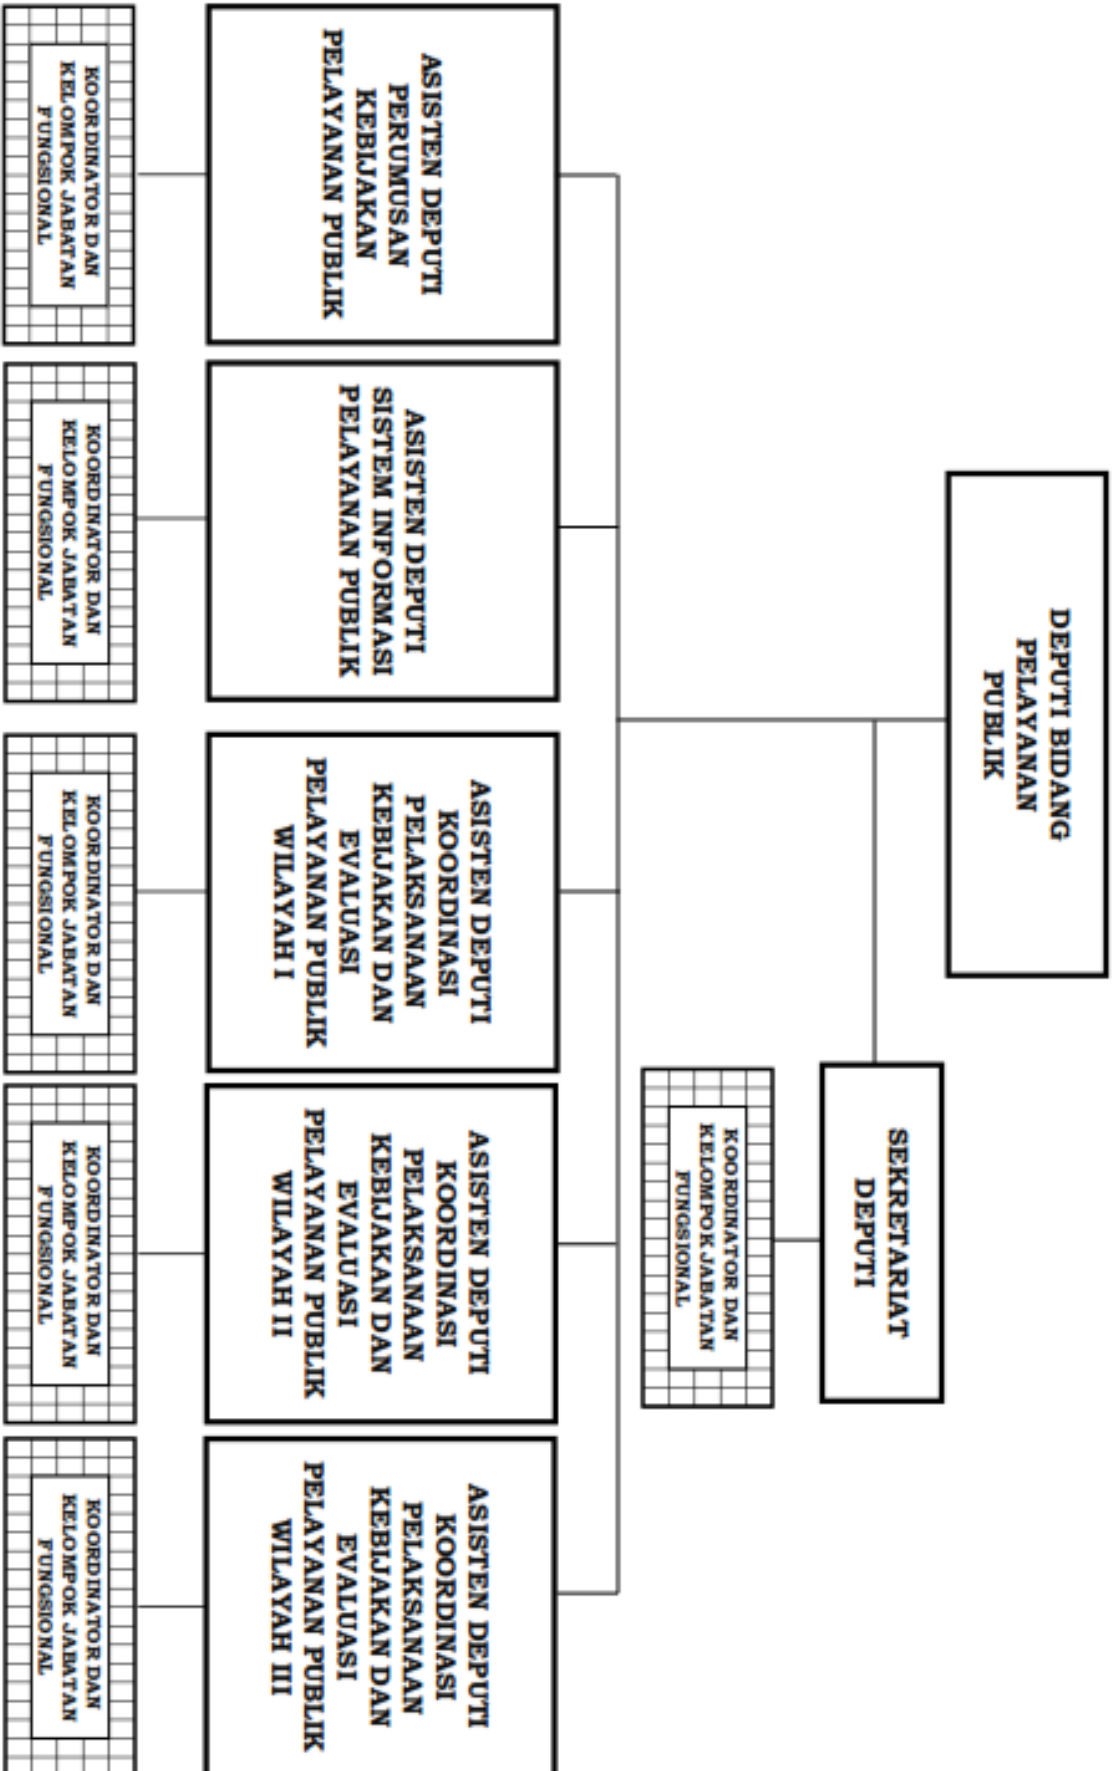 DEPUTI BIDANG
PELAYANAN
PUBLIK
SEKRETARIAT
DEPUTI
KOORDINATOR DAN
KELOMPOK JABATAN
FUNGSIONAL
ASISTEN DEPUTI
PERUMUSAN
KEBIJAKAN
PELAYANAN PUBLIK
ASISTEN DEPUTI
SISTEM INFORMASI
PELAYANAN PUBLIK
ASISTEN DEPUTI
KOORDINASI
PELAKSANAAN
KEBIJAKAN DAN
EVALUASI
PELAYANAN PUBLIK
WILAYAH I
ASISTEN DEPUTI
KOORDINASI
PELAKSANAAN
KEBIJAKAN DAN
EVALUASI
PELAYANAN PUBLIK
WILAYAH II
ASISTEN DEPUTI
KOORDINASI
PELAKSANAAN
KEBIJAKAN DAN
EVALUASI
PELAYANAN PUBLIK
WILAYAH III
KOORDINATOR DAN
KELOMPOK JABATAN
FUNGSIONAL
KOORDINATOR DAN
KELOMPOK JABATAN
FUNGSIONAL
KOORDINATOR DAN
KELOMPOK JABATAN
FUNGSIONAL
KOORDINATOR DAN
KELOMPOK JABATAN
FUNGSIONAL
KOORDINATOR DAN
KELOMPOK JABATAN
FUNGSIONAL